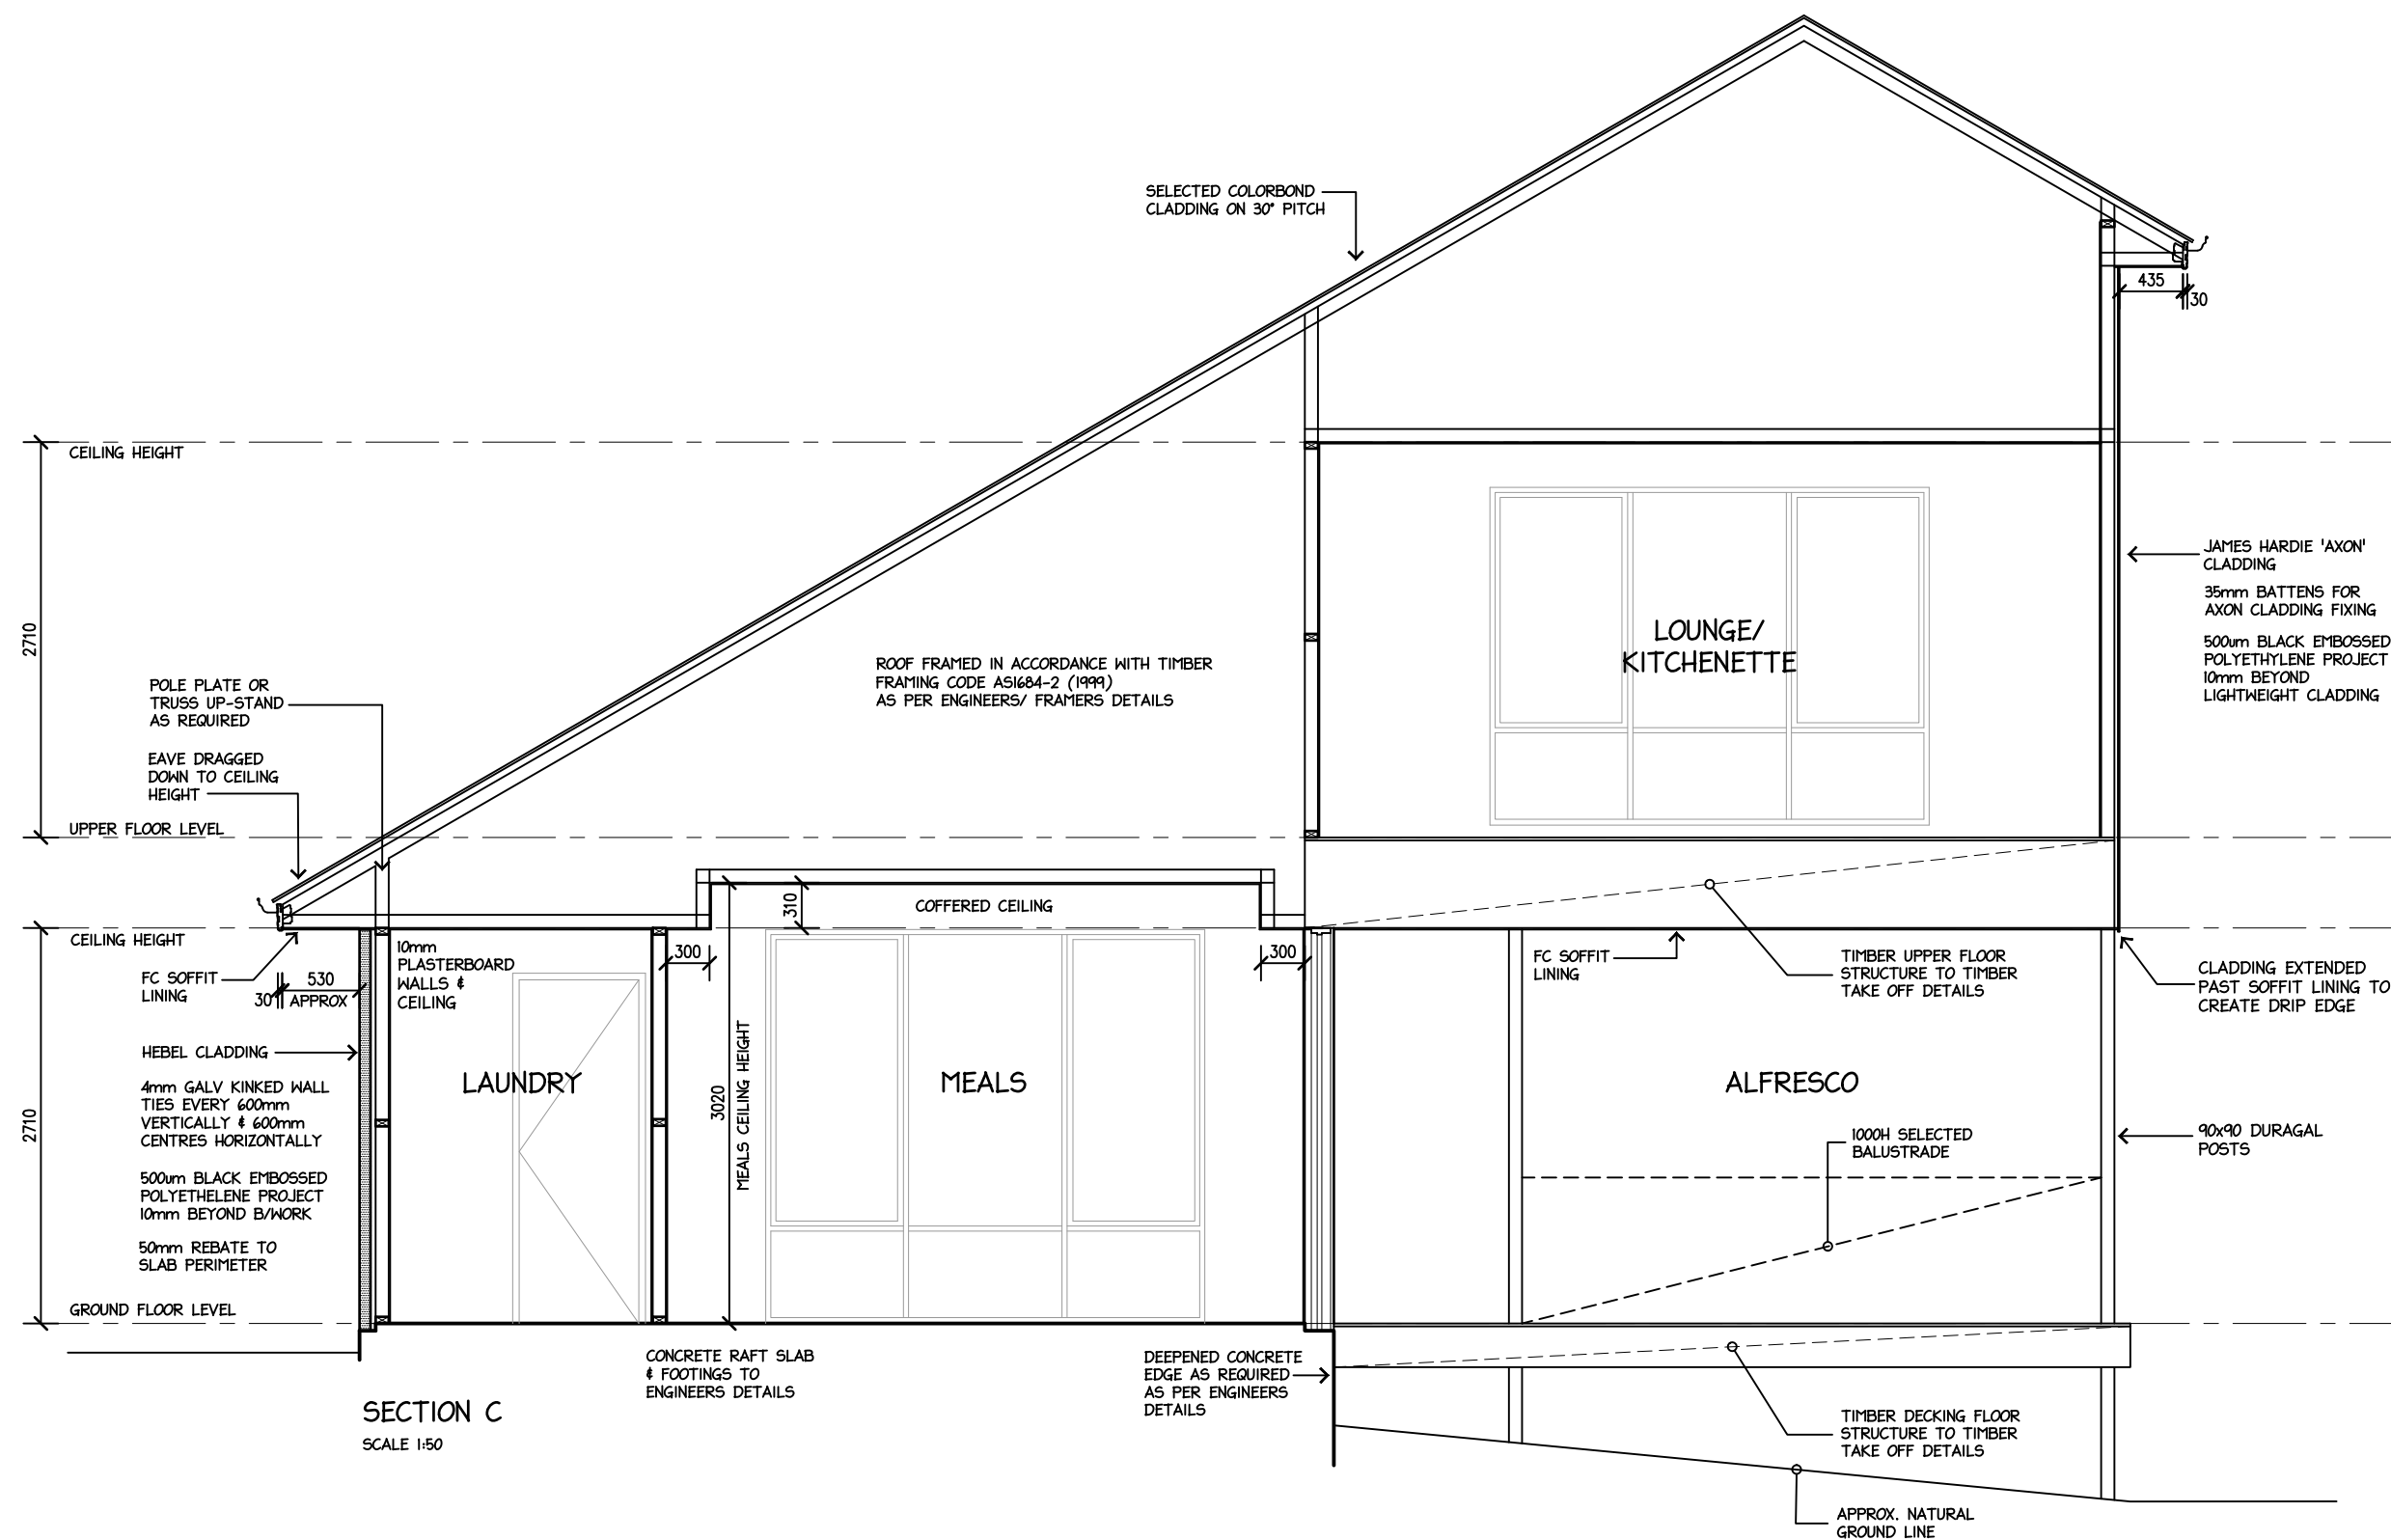 SELECTED COLORBOND
CLADDING ON 30° PITCH
435
30
CEILING HEIGHT
2710
LOUNGE/
KITCHENETTE
JAMES HARDIE 'AXON'
CLADDING
35mm BATTENS FOR
AXON CLADDING FIXING
500um BLACK EMBOSSED
POLYETHYLENE PROJECT
10mm BEYOND
LIGHTWEIGHT CLADDING
ROOF FRAMED IN ACCORDANCE WITH TIMBER
FRAMING CODE AS1684-2 (1999)
AS PER ENGINEERS/ FRAMERS DETAILS
POLE PLATE OR
TRUSS UP-STAND
AS REQUIRED
EAVE DRAGGED
DOWN TO CEILING
HEIGHT
UPPER FLOOR LEVEL
310
COFFERED CEILING
CEILING HEIGHT
10mm
PLASTERBOARD
WALLS &
CEILING
300
300
FC SOFFIT
LINING
TIMBER UPPER FLOOR
STRUCTURE TO TIMBER
TAKE OFF DETAILS
CLADDING EXTENDED
PAST SOFFIT LINING TO
CREATE DRIP EDGE
FC SOFFIT
LINING
530
30
APPROX
HEBEL CLADDING
LAUNDRY
3020
MEALS CEILING HEIGHT
MEALS
ALFRESCO
4mm GALV KINKED WALL
TIES EVERY 600mm
VERTICALLY & 600mm
CENTRES HORIZONTALLY
2710
1000H SELECTED
BALUSTRADE
90x90 DURAGAL
POSTS
500um BLACK EMBOSSED
POLYETHELENE PROJECT
10mm BEYOND B/WORK
50mm REBATE TO
SLAB PERIMETER
GROUND FLOOR LEVEL
CONCRETE RAFT SLAB
& FOOTINGS TO
ENGINEERS DETAILS
DEEPENED CONCRETE
EDGE AS REQUIRED
AS PER ENGINEERS
DETAILS
TIMBER DECKING FLOOR
STRUCTURE TO TIMBER
TAKE OFF DETAILS
SECTION C
SCALE 1:50
APPROX. NATURAL
GROUND LINE